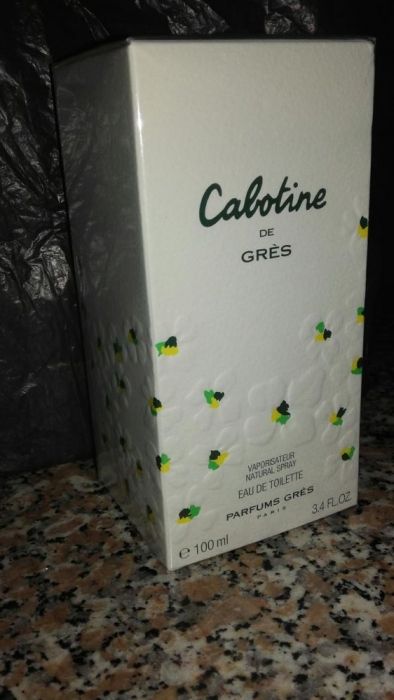 Cabotine
DE
GRÈS
VAPORISATEUR
NATURAL SPRAY
EAU DE TOILETTE
PARFUMS GRÈS
PARIS
℮ 100 ml
3.4 FL.OZ